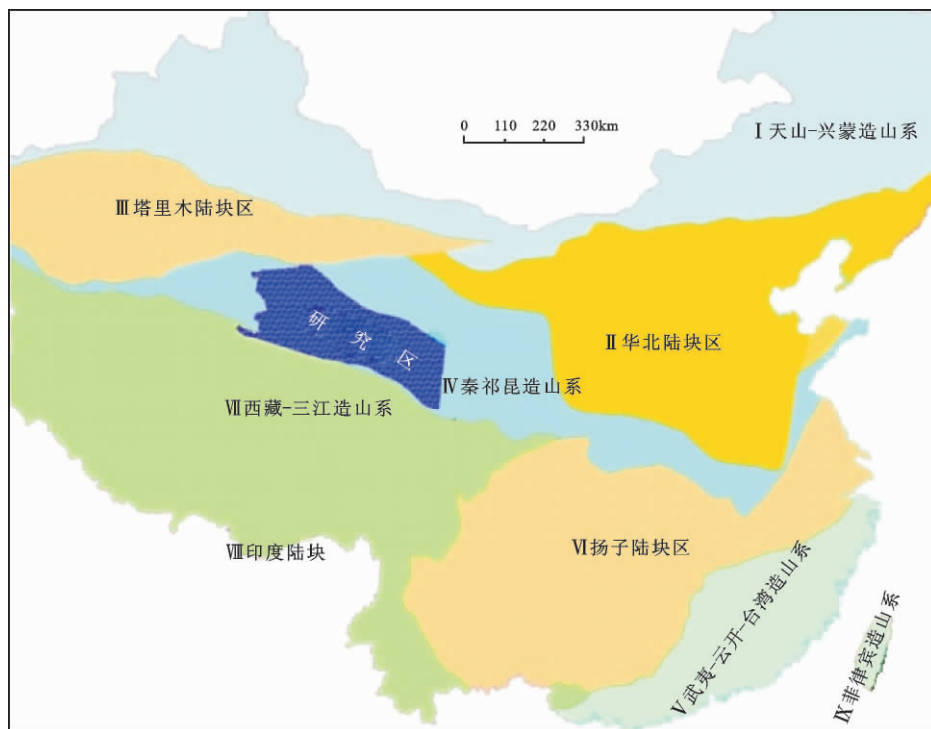 0 110 220 330km
Ⅰ天山-兴蒙造山系
Ⅲ塔里木陆块区
研究区
Ⅱ华北陆块区
Ⅳ秦祁昆造山系
Ⅶ西藏-三江造山系
Ⅷ印度陆块
Ⅵ扬子陆块区
Ⅴ武夷-云开-台湾造山系
Ⅸ菲律宾造山系